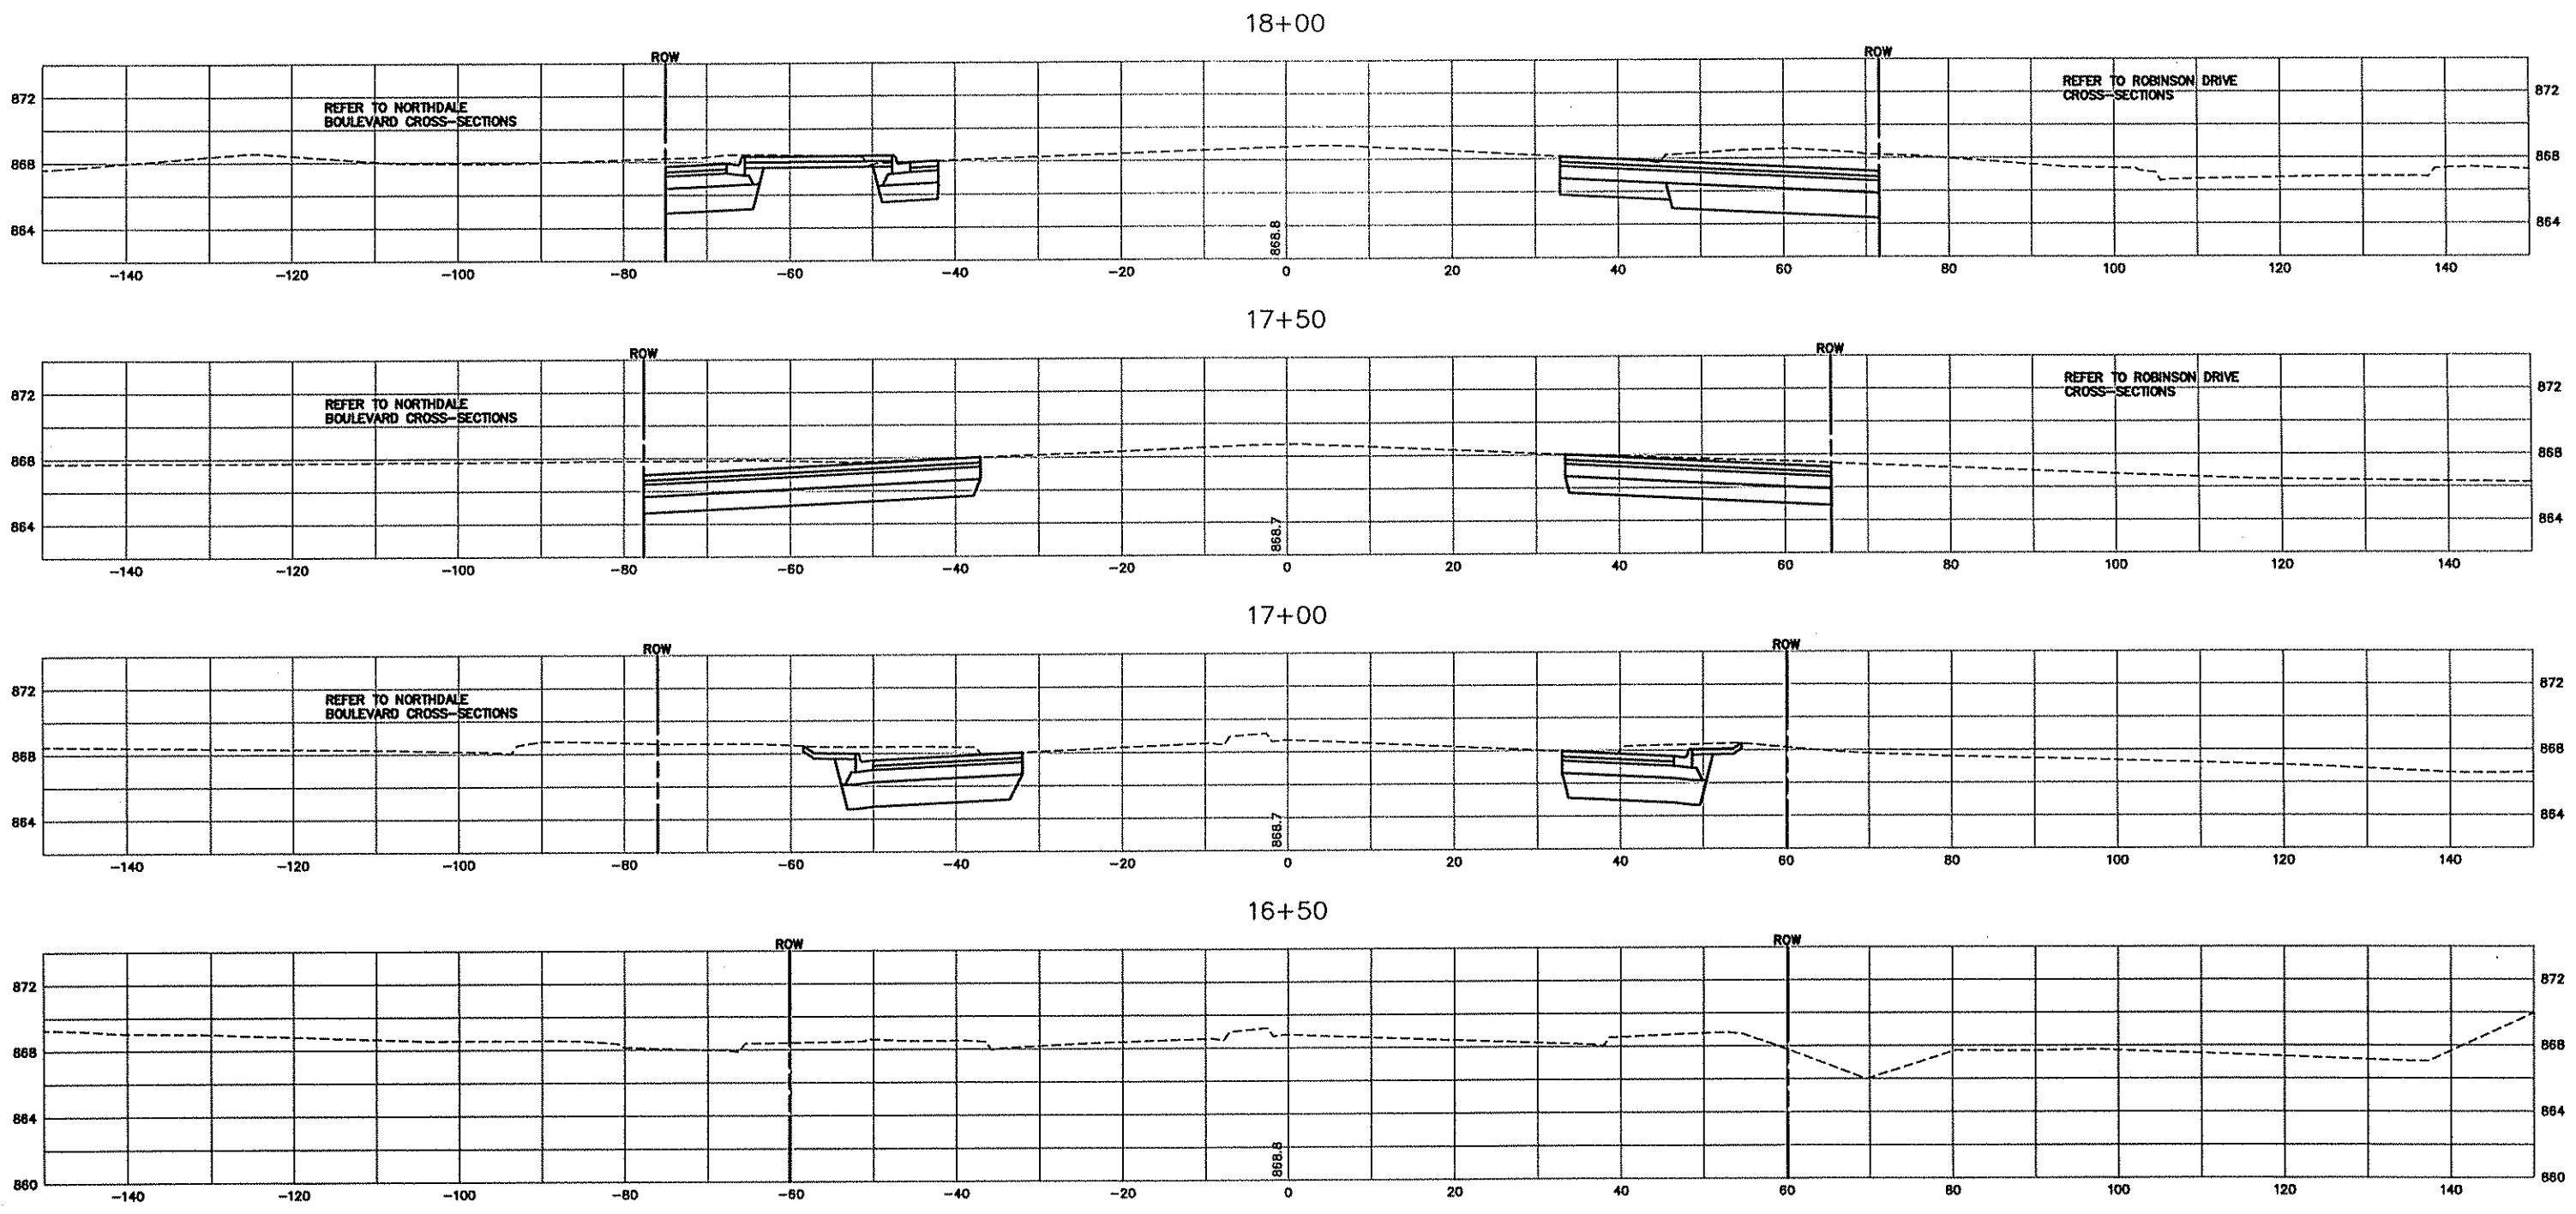 18+00
ROW
ROW
REFER TO NORTHDALE
BOULEVARD CROSS-SECTIONS
REFER TO ROBINSON DRIVE
CROSS-SECTIONS
872 872
868 868
864 864
868.8
-140 -120 -100 -80 -60 -40 -20 0 20 40 60 80 100 120 140
17+50
ROW
ROW
REFER TO NORTHDALE
BOULEVARD CROSS-SECTIONS
REFER TO ROBINSON DRIVE
CROSS-SECTIONS
872 872
868 868
864 864
868.7
-140 -120 -100 -80 -60 -40 -20 0 20 40 60 80 100 120 140
17+00
ROW
ROW
REFER TO NORTHDALE
BOULEVARD CROSS-SECTIONS
872 872
868 868
864 864
868.7
-140 -120 -100 -80 -60 -40 -20 0 20 40 60 80 100 120 140
16+50
ROW
ROW
872 872
868 868
864 864
868.8
860 860
-140 -120 -100 -80 -60 -40 -20 0 20 40 60 80 100 120 140